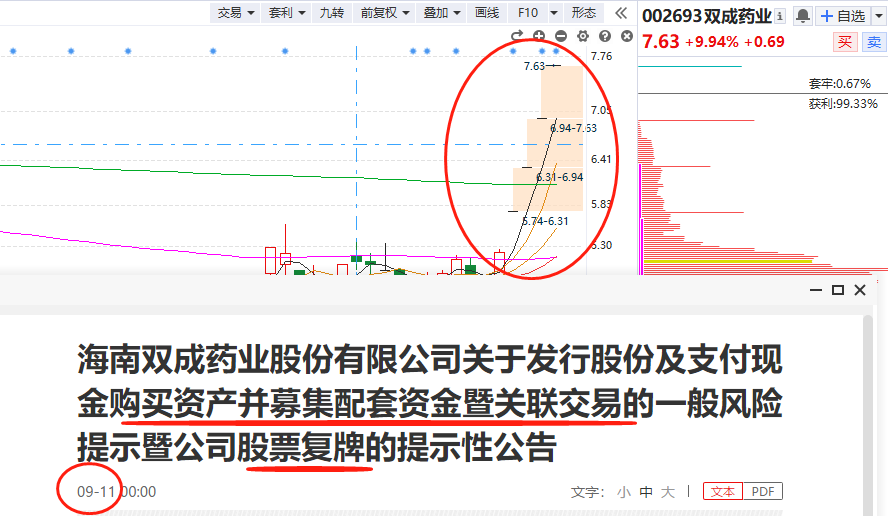 交易 套利 九转 前复权 叠加 画线 F10 形态
002693双成药业 自选
7.63 +9.94% +0.69 买 卖
套牢:0.67%
获利:99.33%
7.76
7.63
7.05
6.94-7.63
6.41
6.31-6.94
5.83
5.74-6.31
5.30
海南双成药业股份有限公司关于发行股份及支付现
金购买资产并募集配套资金暨关联交易的一般风险
提示暨公司股票复牌的提示性公告
09-11 00:00 文字: 小 中 大 文本 PDF